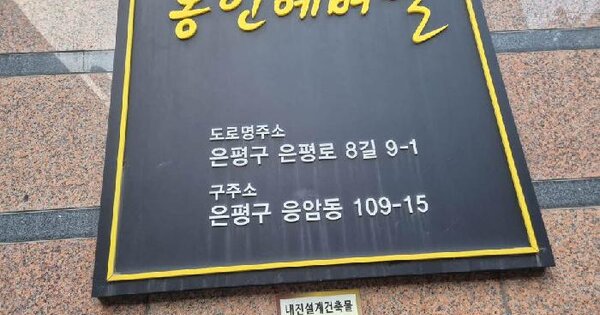 도로명주소
은평구 은평로 8길 9-1
구주소
은평구 응암동 109-15
내진설계건축물